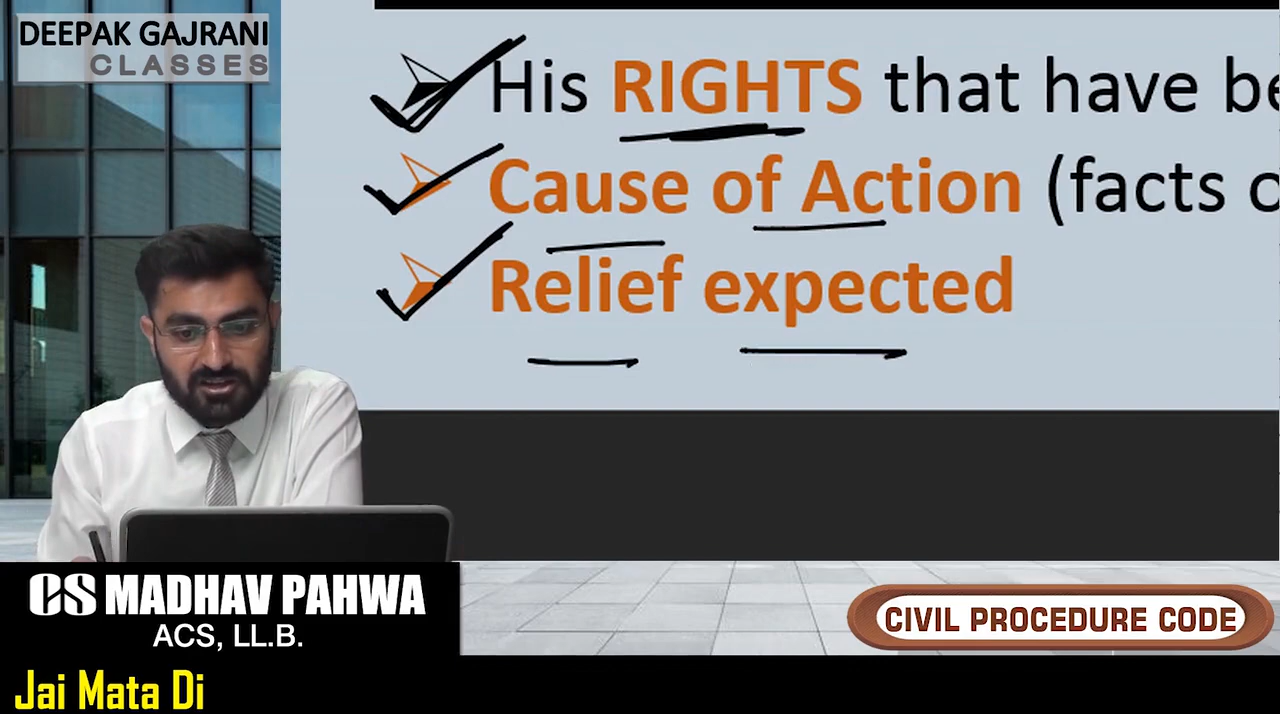 DEEPAK GAJRANI
CLASSES
His RIGHTS that have
Cause of Action (facts
Relief expected
CS MADHAV PAHWA
ACS, LL.B.
CIVIL PROCEDURE CODE
Jai Mata Di